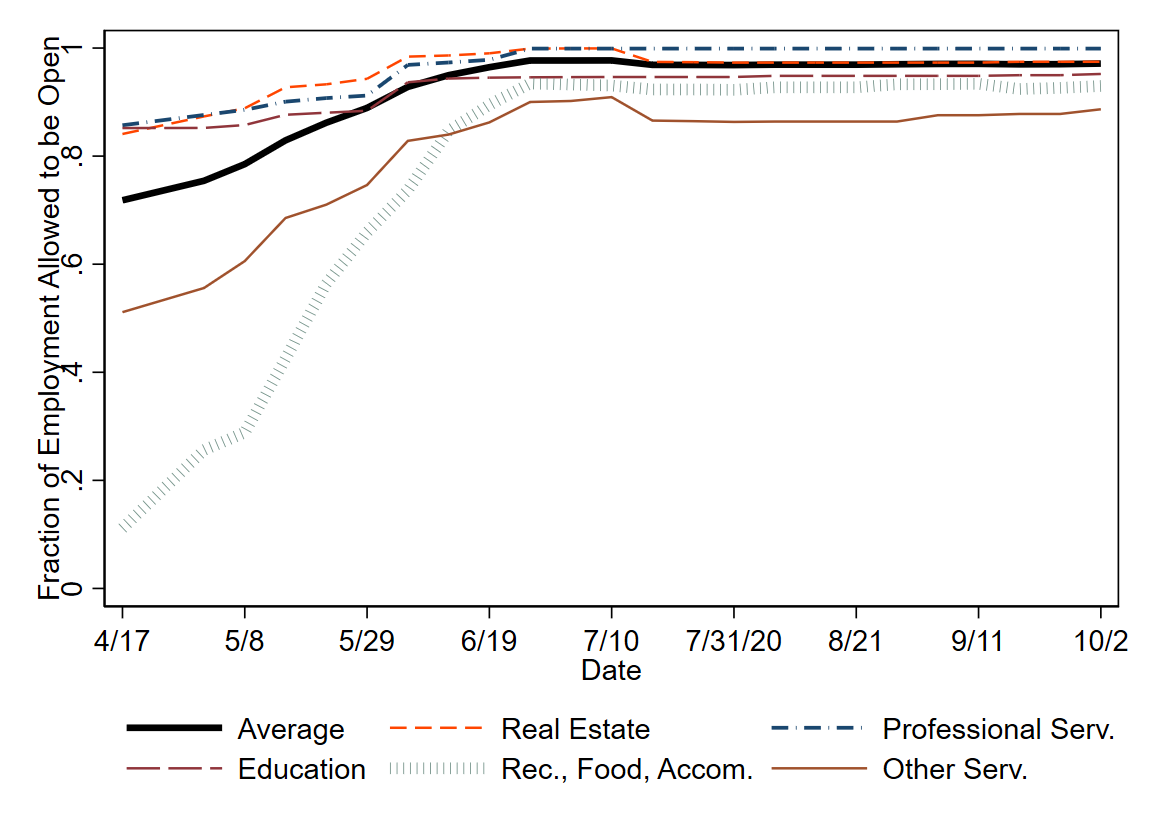 Fraction of Employment Allowed to be Open
1
.8
.6
.4
.2
0
4/17 5/8 5/29 6/19 7/10 7/31/20 8/21 9/11 10/2
Date
Average Real Estate Professional Serv.
Education Rec., Food, Accom. Other Serv.